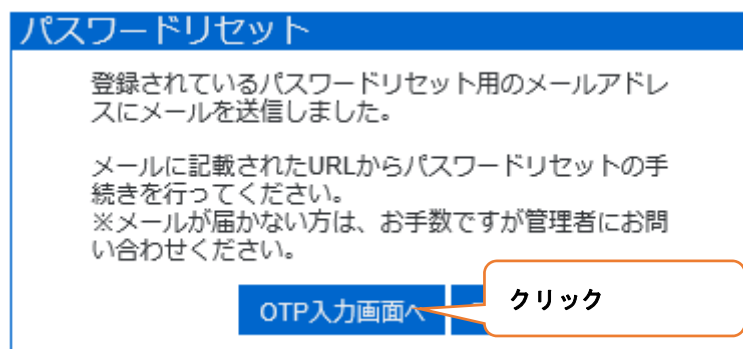 パスワードリセット
登録されているパスワードリセット用のメールアドレ
スにメールを送信しました。
メールに記載されたURLからパスワードリセットの手
続きを行ってください。
※メールが届かない方は、お手数ですが管理者にお問
い合わせください。
OTP入力画面へ
クリック